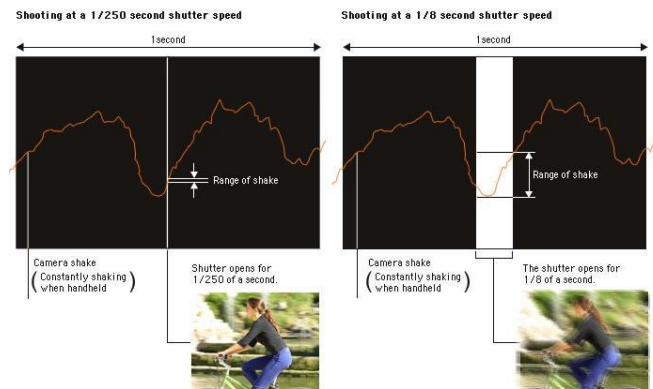 Shooting at a 1/250 second shutter speed
1second
Range of shake
Camera shake
(Constantly shaking
when handheld)
Shutter opens for
1/250 of a second.
Shooting at a 1/8 second shutter speed
1second
Range of shake
Camera shake
(Constantly shaking
when handheld)
The shutter opens for
1/8 of a second.